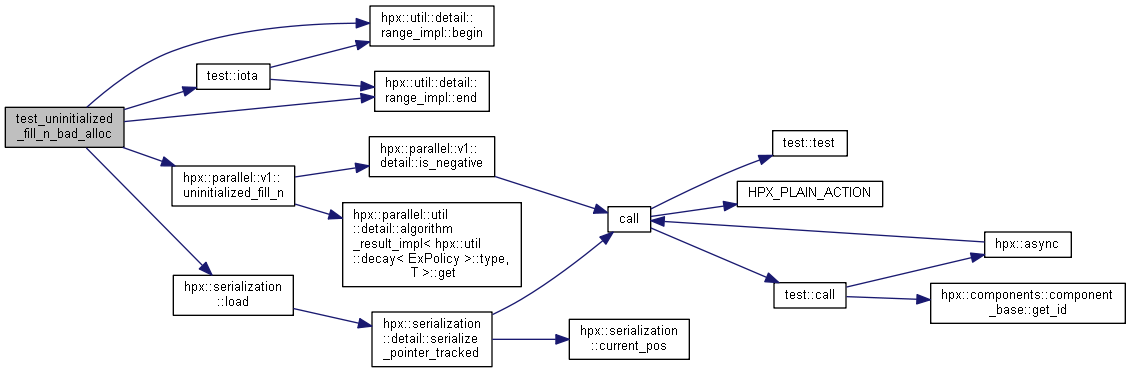 hpx::util::detail::
range_impl::begin
test::iota
hpx::util::detail::
range_impl::end
test_uninitialized
_fill_n_bad_alloc
hpx::parallel::v1::
detail::is_negative
test::test
hpx::parallel::v1::
uninitialized_fill_n
HPX_PLAIN_ACTION
call
hpx::parallel::util
::detail::algorithm
_result_impl< hpx::util
::decay< ExPolicy >::type,
T >::get
hpx::async
hpx::serialization
::load
test::call
hpx::components::component
_base::get_id
hpx::serialization
::detail::serialize
_pointer_tracked
hpx::serialization
::current_pos